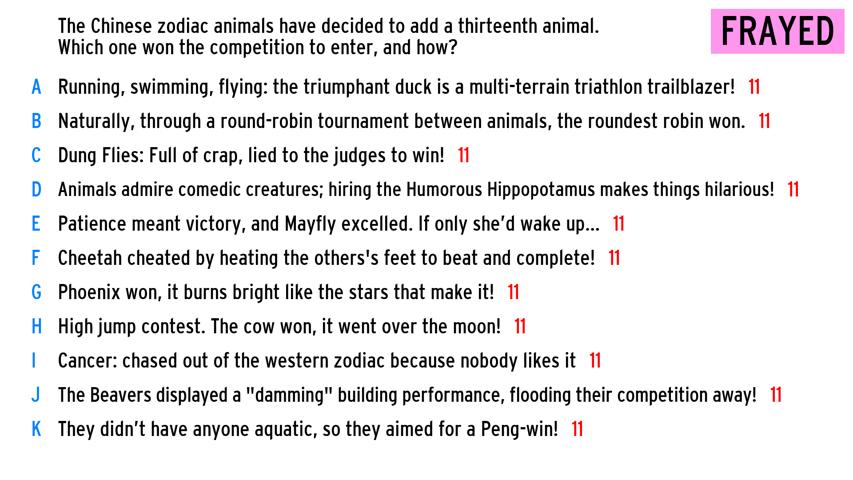 The Chinese zodiac animals have decided to add a thirteenth animal.
Which one won the competition to enter, and how?
FRAYED
A Running, swimming, flying: the triumphant duck is a multi-terrain triathlon trailblazer! 11
B Naturally, through a round-robin tournament between animals, the roundest robin won. 11
C Dung Flies: Full of crap, lied to the judges to win! 11
D Animals admire comedic creatures; hiring the Humorous Hippopotamus makes things hilarious! 11
E Patience meant victory, and Mayfly excelled. If only she’d wake up... 11
F Cheetah cheated by heating the others's feet to beat and complete! 11
G Phoenix won, it burns bright like the stars that make it! 11
H High jump contest. The cow won, it went over the moon! 11
I Cancer: chased out of the western zodiac because nobody likes it 11
J The Beavers displayed a "damming" building performance, flooding their competition away! 11
K They didn’t have anyone aquatic, so they aimed for a Peng-win! 11